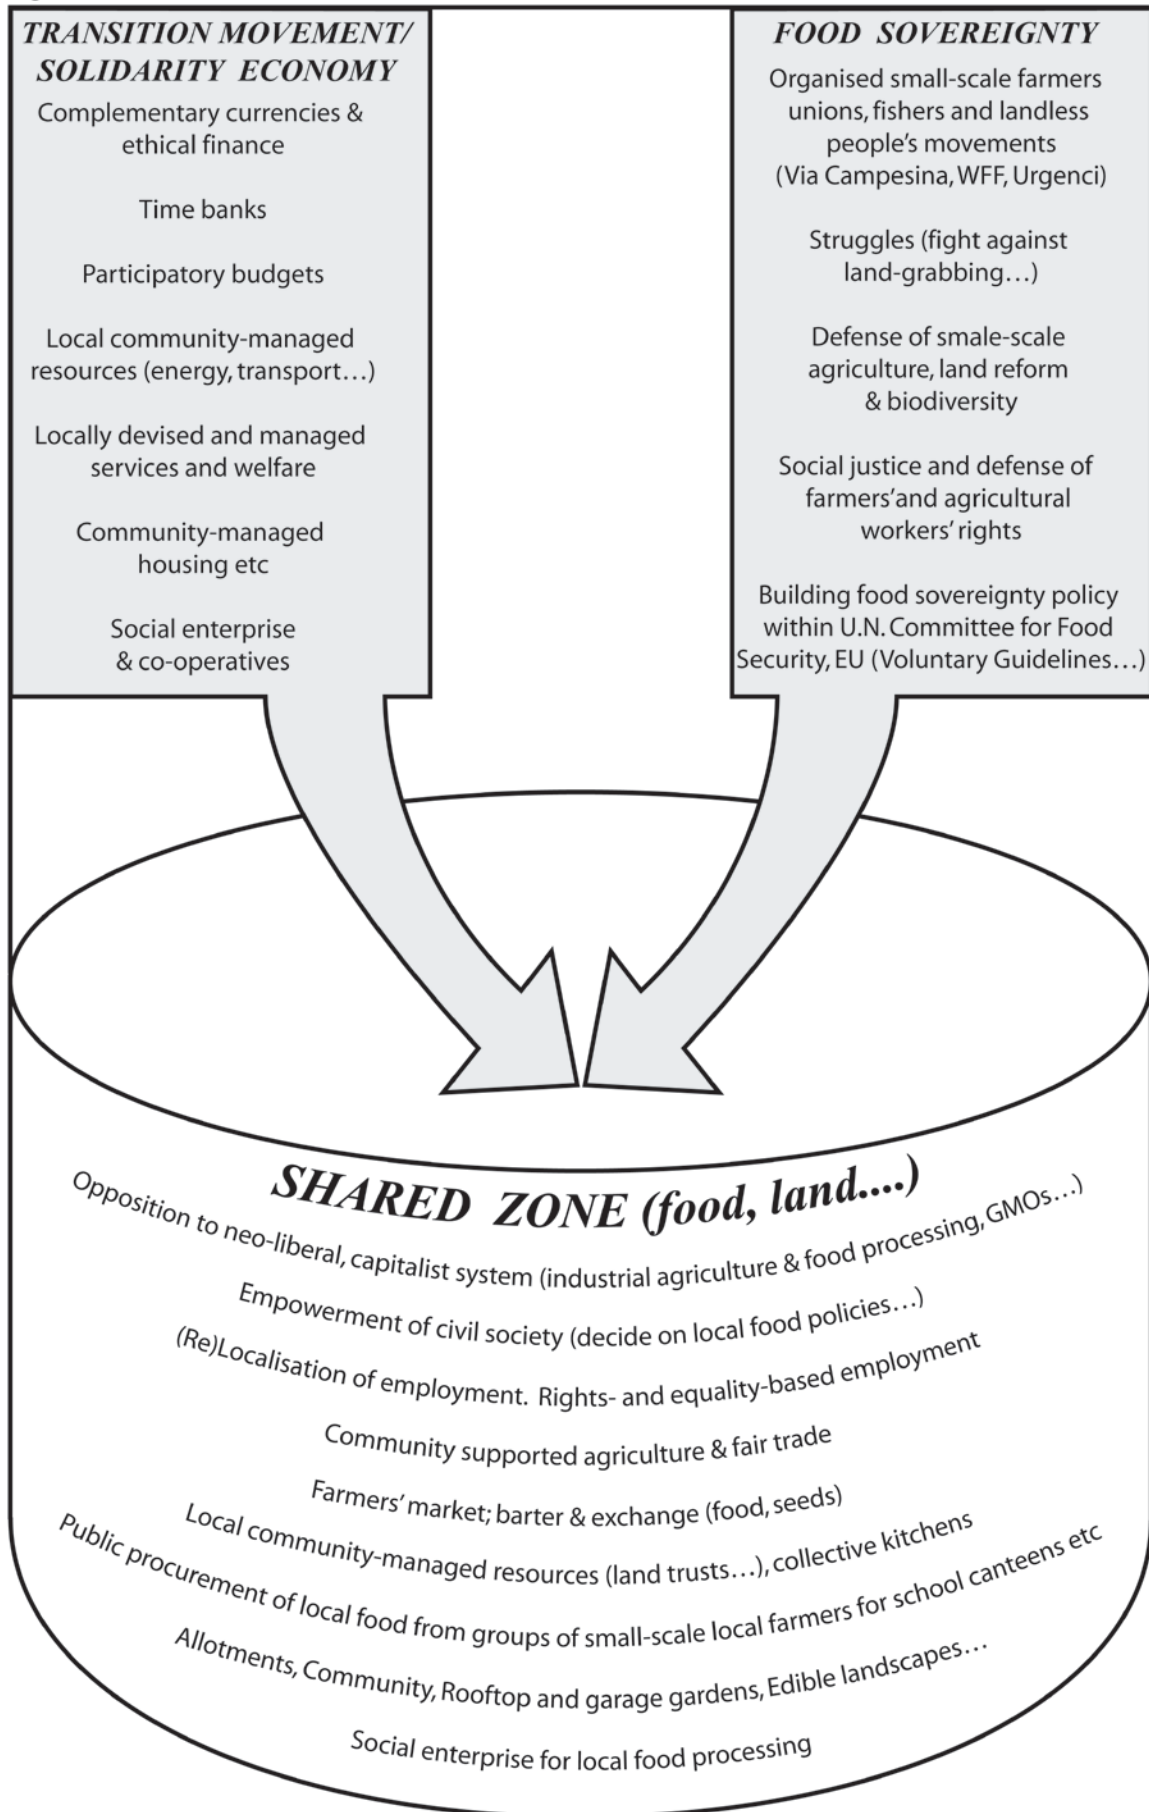 TRANSITION MOVEMENT/
SOLIDARITY ECONOMY
Complementary currencies &
ethical finance
Time banks
Participatory budgets
Local community-managed
resources (energy, transport…)
Locally devised and managed
services and welfare
Community-managed
housing etc
Social enterprise
& co-operatives
FOOD SOVEREIGNTY
Organised small-scale farmers
unions, fishers and landless
people's movements
(Via Campesina, WFF, Urgenci)
Struggles (fight against
land-grabbing…)
Defense of smale-scale
agriculture, land reform
& biodiversity
Social justice and defense of
farmers'and agricultural
workers' rights
Building food sovereignty policy
within U.N. Committee for Food
Security, EU (Voluntary Guidelines…)
SHARED ZONE (food, land....)
Opposition to neo-liberal, capitalist system (industrial agriculture & food processing, GMOs…)
Empowerment of civil society (decide on local food policies…)
(Re)Localisation of employment. Rights- and equality-based employment
Community supported agriculture & fair trade
Farmers' market; barter & exchange (food, seeds)
Local community-managed resources (land trusts…), collective kitchens
Public procurement of local food from groups of small-scale local farmers for school canteens etc
Allotments, Community, Rooftop and garage gardens, Edible landscapes…
Social enterprise for local food processing